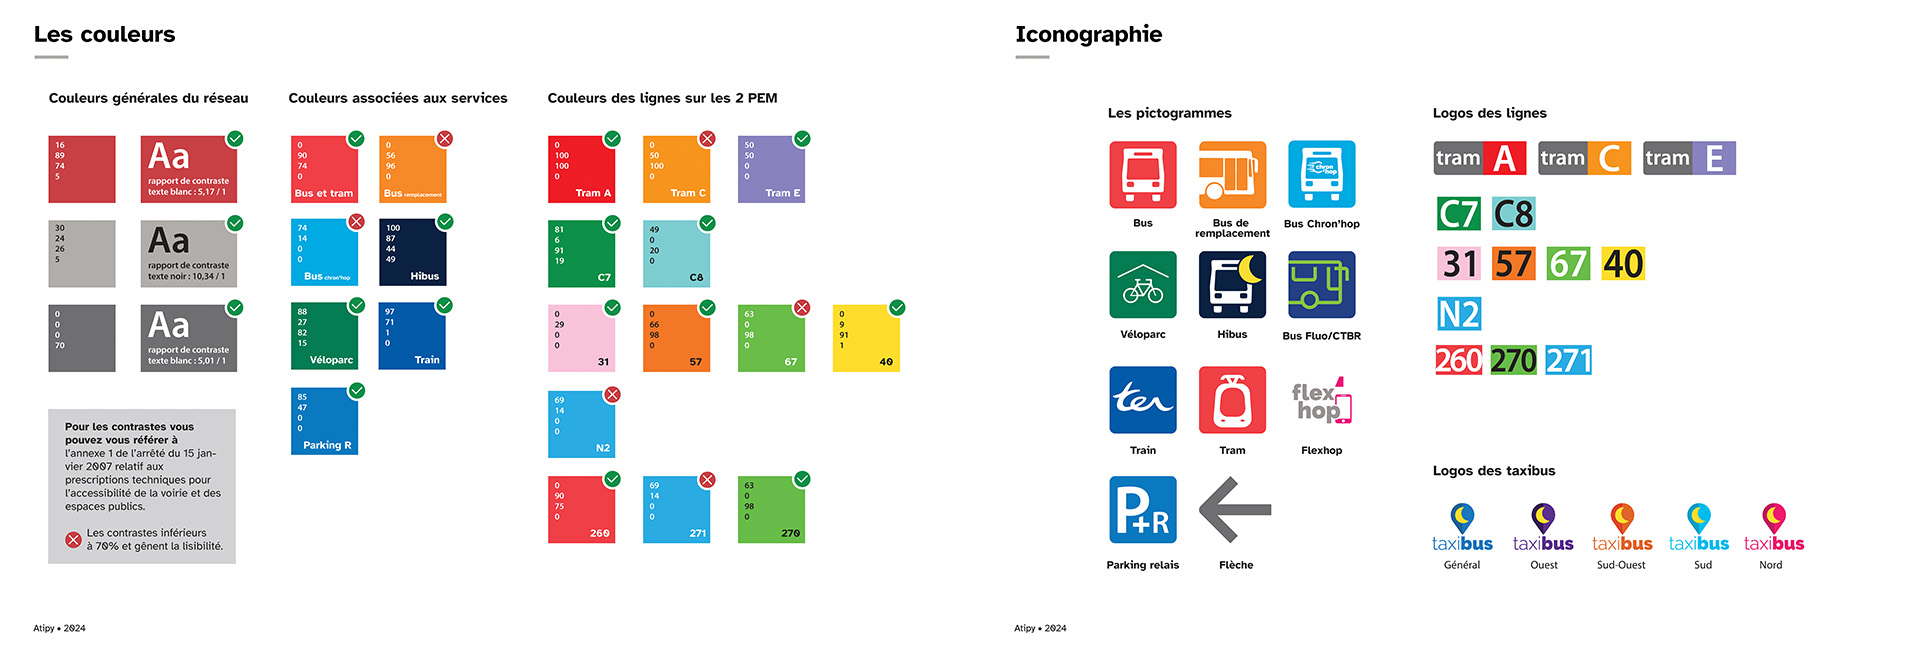 Les couleurs
Couleurs générales du réseau
16
89
74
5
Aa
rapport de contraste
texte blanc : 5,17 / 1
30
24
26
5
Aa
rapport de contraste
texte noir : 10,34 / 1
0
0
0
70
Aa
rapport de contraste
texte blanc : 5,01 / 1
Pour les contrastes vous
pouvez vous référer à
l'annexe 1 de l'arrêté du 15 jan-
vier 2007 relatif aux
prescriptions techniques pour
l'accessibilité de la voirie et des
espaces publics.
Les contrastes inférieurs
à 70% et gênent la lisibilité.
Couleurs associées aux services
0
90
74
0
Bus et tram
0
56
96
0
Bus remplacement
74
14
0
0
Bus chron'hop
100
87
44
49
Hibus
88
27
82
15
Véloparc
97
71
1
0
Train
85
47
0
0
Parking R
Couleurs des lignes sur les 2 PEM
0
100
100
0
Tram A
0
50
100
0
Tram C
50
50
0
0
Tram E
81
6
91
19
C7
49
0
20
0
C8
0
29
0
0
31
0
66
98
0
57
63
0
98
0
67
0
9
91
1
40
69
14
0
0
N2
0
90
75
0
260
69
14
0
0
271
63
0
98
0
270
Atipy • 2024
Iconographie
Les pictogrammes
Bus
Bus de
remplacement
chron
hop
Bus Chron'hop
Véloparc
Hibus
Bus Fluo/CTBR
ter
Train
Tram
flex
hop
Flexhop
P+R
Parking relais
Flèche
Logos des lignes
tram A
tram C
tram E
C7 C8
31 57 67 40
N2
260 270 271
Logos des taxibus
taxibus
Général
taxibus
Ouest
taxibus
Sud-Ouest
taxibus
Sud
taxibus
Nord
Atipy • 2024